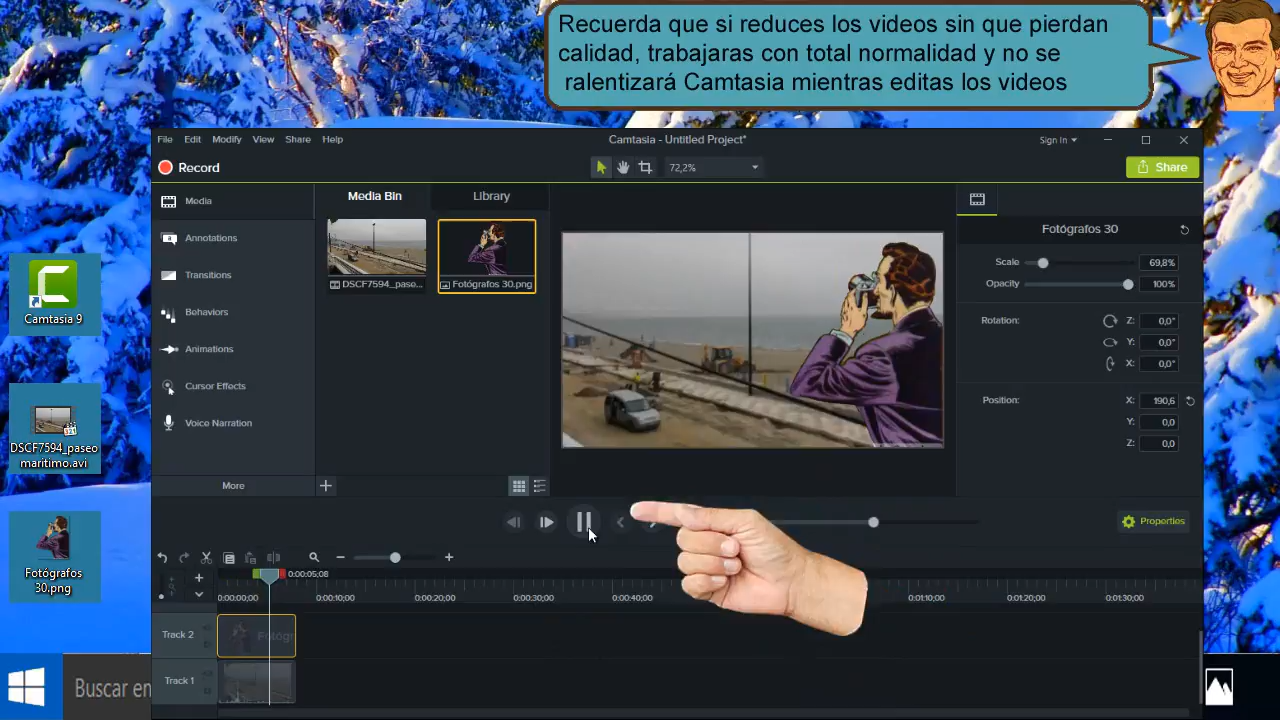 Recuerda que si reduces los videos sin que pierdan
calidad, trabajaras con total normalidad y no se
ralentizará Camtasia mientras editas los videos
File Edit Modify View Share Help
Camtasia - Untitled Project*
Sign In
Record
72,2%
Share
Media
Annotations
Transitions
Behaviors
Animations
Cursor Effects
Voice Narration
More
Media Bin
Library
DSCF7594_pase...
Fotógrafos 30.png
Fotógrafos 30
Scale 69,8%
Opacity 100%
Rotation: Z: 0,0°
Y: 0,0°
X: 0,0°
Position: X: 190,6
Y: 0,0
Z: 0,0
Properties
Camtasia 9
DSCF7594_paseo
maritimo.avi
Fotógrafos
30.png
0:00:05;08
0:00:00;00 0:00:10;00 0:00:20;00 0:00:30;00 0:00:40;00 0:01:10;00 0:01:20;00 0:01:30;00
Track 2
Track 1
Buscar en